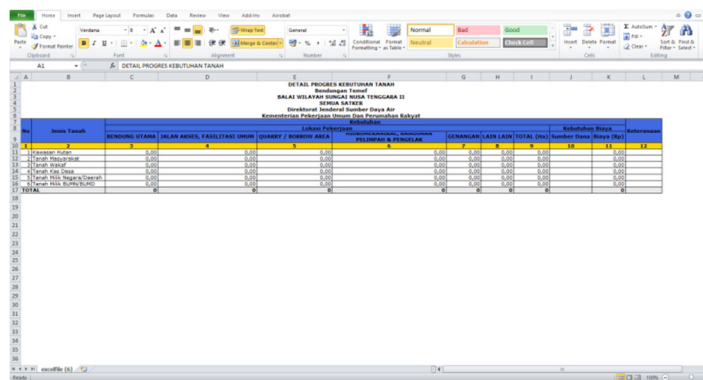 File Home Insert Page Layout Formulas Data Review View Add-Ins Acrobat
Cut
Copy
Format Painter
Paste
Clipboard
Verdana 8
Font
Wrap Text
Merge & Center
Alignment
General
Number
Conditional Formatting
Format as Table
Normal Bad Good
Neutral Calculation Check Cell
Styles
Insert Delete Format
Cells
AutoSum
Fill
Clear
Sort & Filter
Find & Select
Editing
A1 fx DETAIL PROGRES KEBUTUHAN TANAH
A B C D E F G H I J K L M
DETAIL PROGRES KEBUTUHAN TANAH
Bendungan Temef
BALAI WILAYAH SUNGAI NUSA TENGGARA II
SEMUA SATKER
Direktorat Jenderal Sumber Daya Air
Kementerian Pekerjaan Umum Dan Perumahan Rakyat
Kebutuhan
No Jenis Tanah Lokasi Pekerjaan Kebutuhan Biaya Keterangan
BENDUNG UTAMA JALAN AKSES, FASILITASI UMUM QUARRY / BORROW AREA PELIMPAH & PENGELAK GENANGAN LAIN LAIN TOTAL (Ha) Sumber Dana Biaya (Rp)
1 2 3 4 5 6 7 8 9 10 11 12
1 Kawasan Hutan 0,00 0,00 0,00 0,00 0,00 0,00 0,00 0,00
2 Tanah Masyarakat 0,00 0,00 0,00 0,00 0,00 0,00 0,00 0,00
3 Tanah Wakaf 0,00 0,00 0,00 0,00 0,00 0,00 0,00 0,00
4 Tanah Kas Desa 0,00 0,00 0,00 0,00 0,00 0,00 0,00 0,00
5 Tanah Milik Negara/Daerah 0,00 0,00 0,00 0,00 0,00 0,00 0,00 0,00
6 Tanah Milik BUMN/BUMD 0,00 0,00 0,00 0,00 0,00 0,00 0,00 0,00
TOTAL 0 0 0 0 0 0 0 0
excelfile (6)
Ready 100%